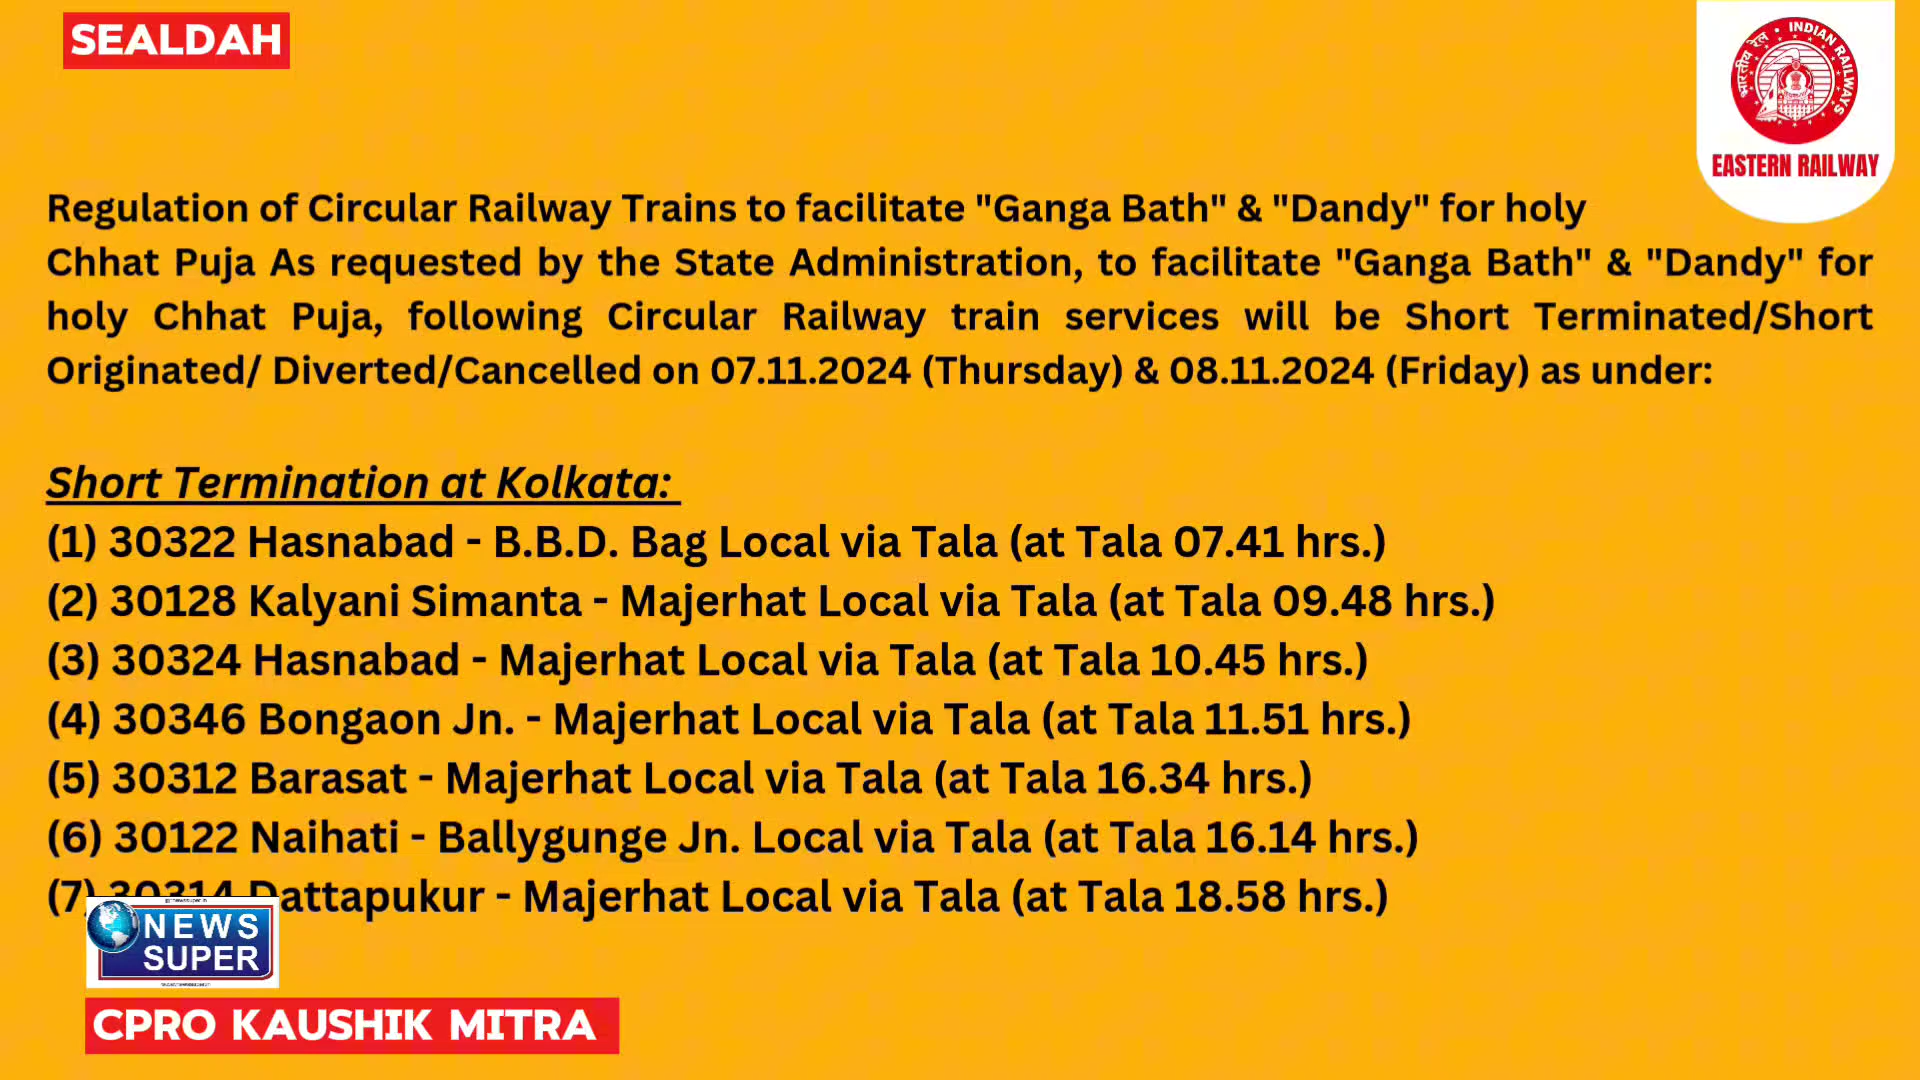 SEALDAH
भारतीय रेल • INDIAN RAILWAYS
EASTERN RAILWAY
Regulation of Circular Railway Trains to facilitate "Ganga Bath" & "Dandy" for holy
Chhat Puja As requested by the State Administration, to facilitate "Ganga Bath" & "Dandy" for
holy Chhat Puja, following Circular Railway train services will be Short Terminated/Short
Originated/ Diverted/Cancelled on 07.11.2024 (Thursday) & 08.11.2024 (Friday) as under:
Short Termination at Kolkata:
(1) 30322 Hasnabad - B.B.D. Bag Local via Tala (at Tala 07.41 hrs.)
(2) 30128 Kalyani Simanta - Majerhat Local via Tala (at Tala 09.48 hrs.)
(3) 30324 Hasnabad - Majerhat Local via Tala (at Tala 10.45 hrs.)
(4) 30346 Bongaon Jn. - Majerhat Local via Tala (at Tala 11.51 hrs.)
(5) 30312 Barasat - Majerhat Local via Tala (at Tala 16.34 hrs.)
(6) 30122 Naihati - Ballygunge Jn. Local via Tala (at Tala 16.14 hrs.)
(7) 30314 Dattapukur - Majerhat Local via Tala (at Tala 18.58 hrs.)
NEWS
SUPER
CPRO KAUSHIK MITRA